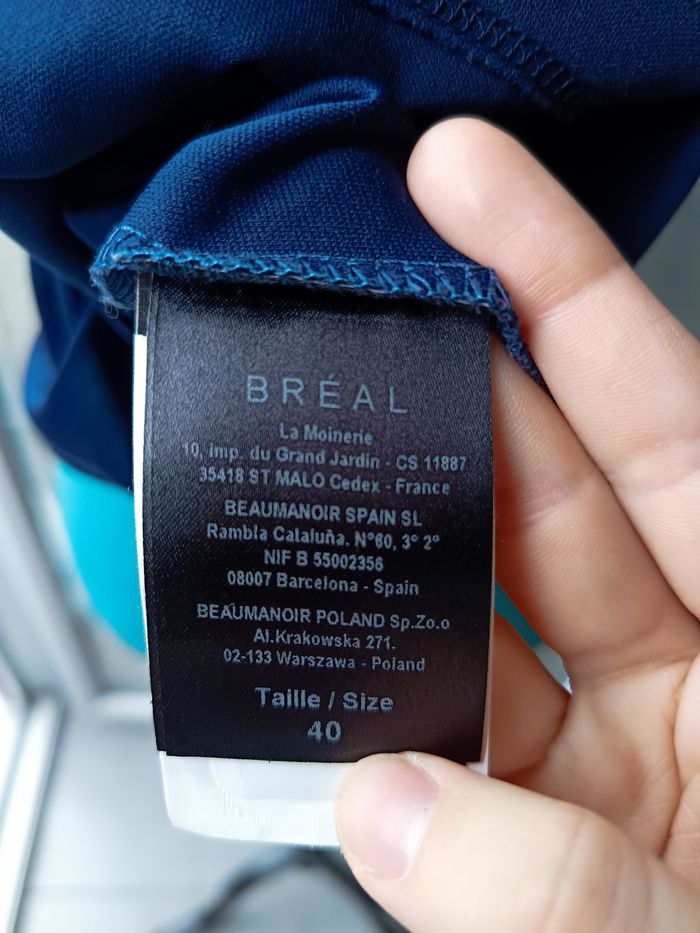 BRÉAL
La Moinerie
10, imp. du Grand Jardin - CS 11887
35418 ST MALO Cedex - France
BEAUMANOIR SPAIN SL
Rambla Cataluña. N°60, 3° 2°
NIF B 55002356
08007 Barcelona - Spain
BEAUMANOIR POLAND Sp.Zo.o
Al.Krakowska 271.
02-133 Warszawa - Poland
Taille / Size
40